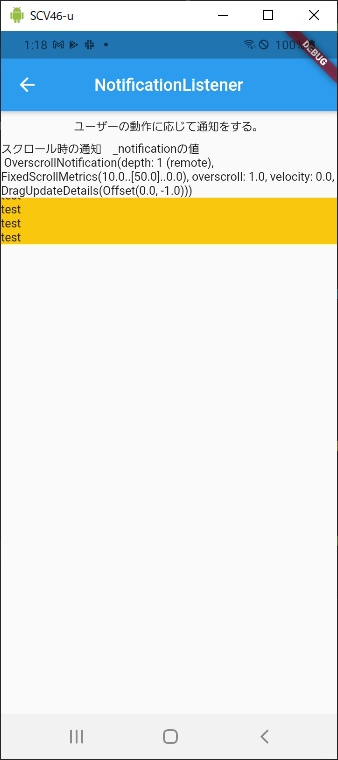 SCV46-u
1:18
100%
DEBUG
NotificationListener
ユーザーの動作に応じて通知をする。
スクロール時の通知　_notificationの値
OverscrollNotification(depth: 1 (remote),
FixedScrollMetrics(10.0..[50.0]..0.0), overscroll: 1.0, velocity: 0.0,
DragUpdateDetails(Offset(0.0, -1.0)))
test
test
test
test